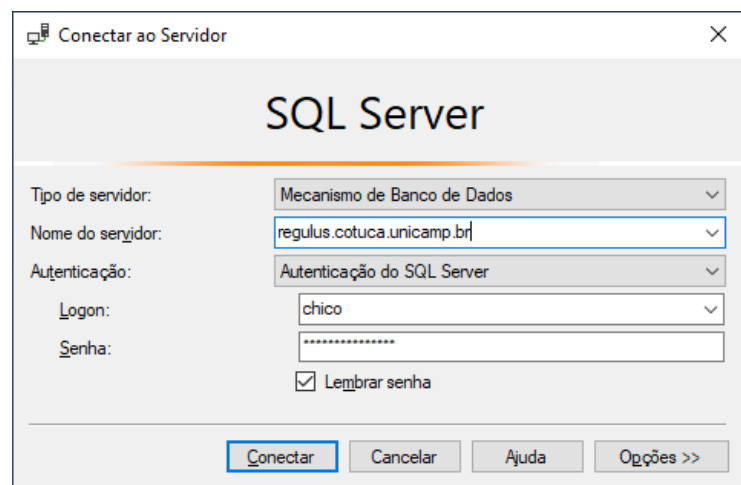 Conectar ao Servidor
SQL Server
Tipo de servidor: Mecanismo de Banco de Dados
Nome do servidor: regulus.cotuca.unicamp.br
Autenticação: Autenticação do SQL Server
Logon: chico
Senha: ***************
Lembrar senha
Conectar Cancelar Ajuda Opções >>